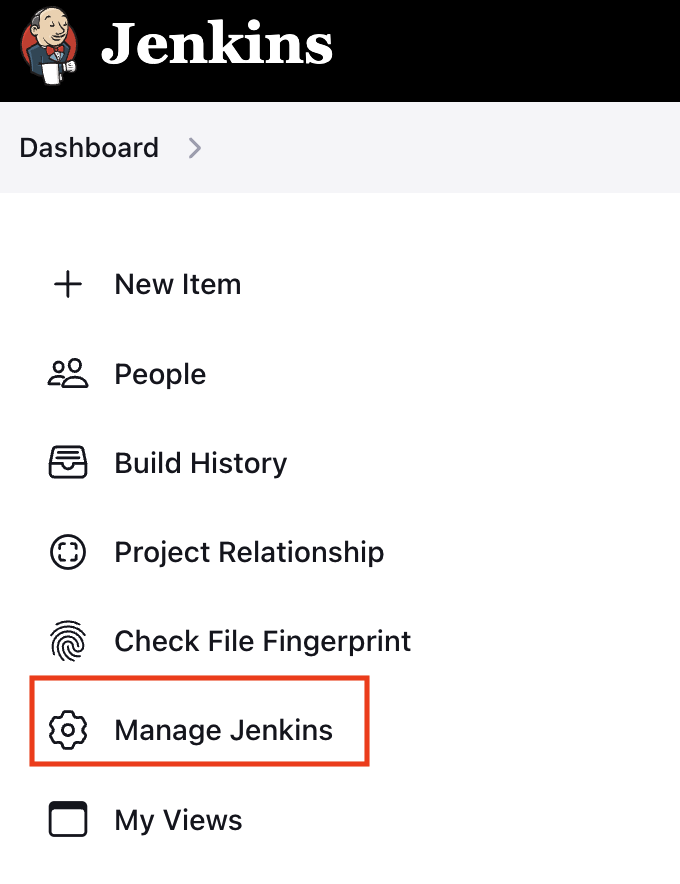 Jenkins
Dashboard
New Item
People
Build History
Project Relationship
Check File Fingerprint
Manage Jenkins
My Views